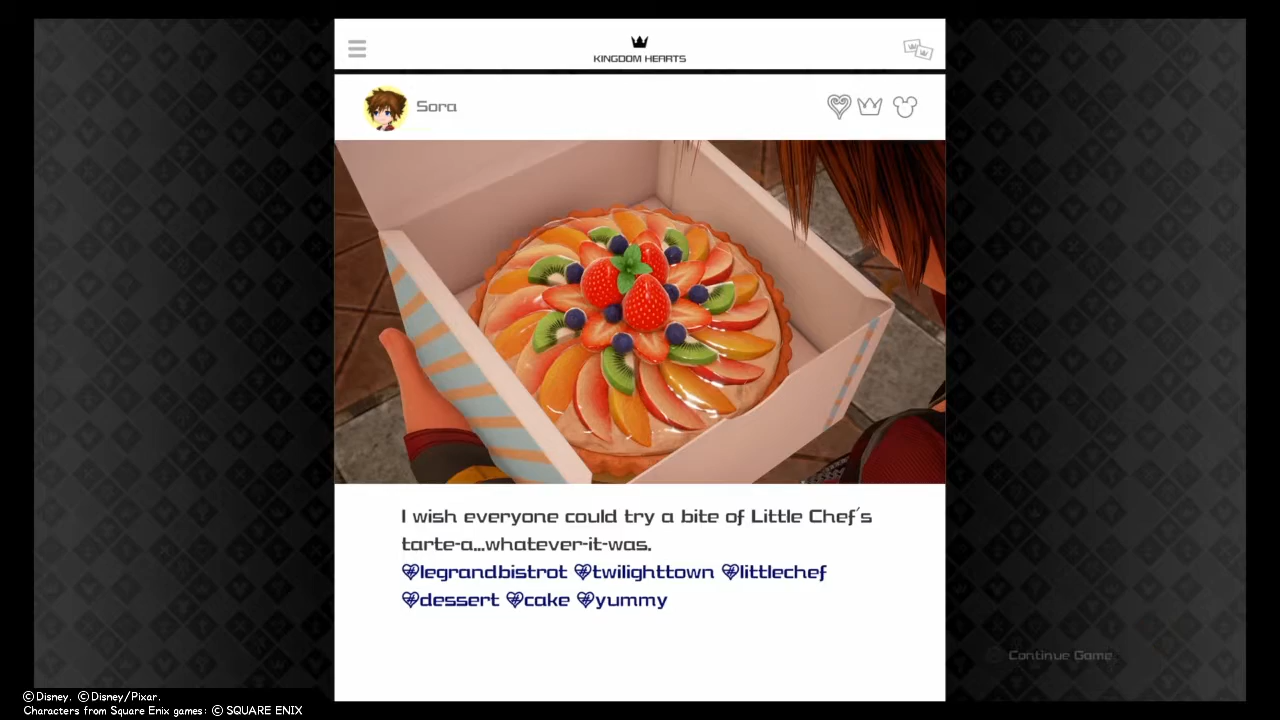 KINGDOM HEARTS
Sora
I wish everyone could try a bite of Little Chef's
tarte-a...whatever-it-was.
#legrandbistrot #twilighttown #littlechef
#dessert #cake #yummy
Continue Game
©Disney. ©Disney/Pixar.
Characters from Square Enix games: © SQUARE ENIX